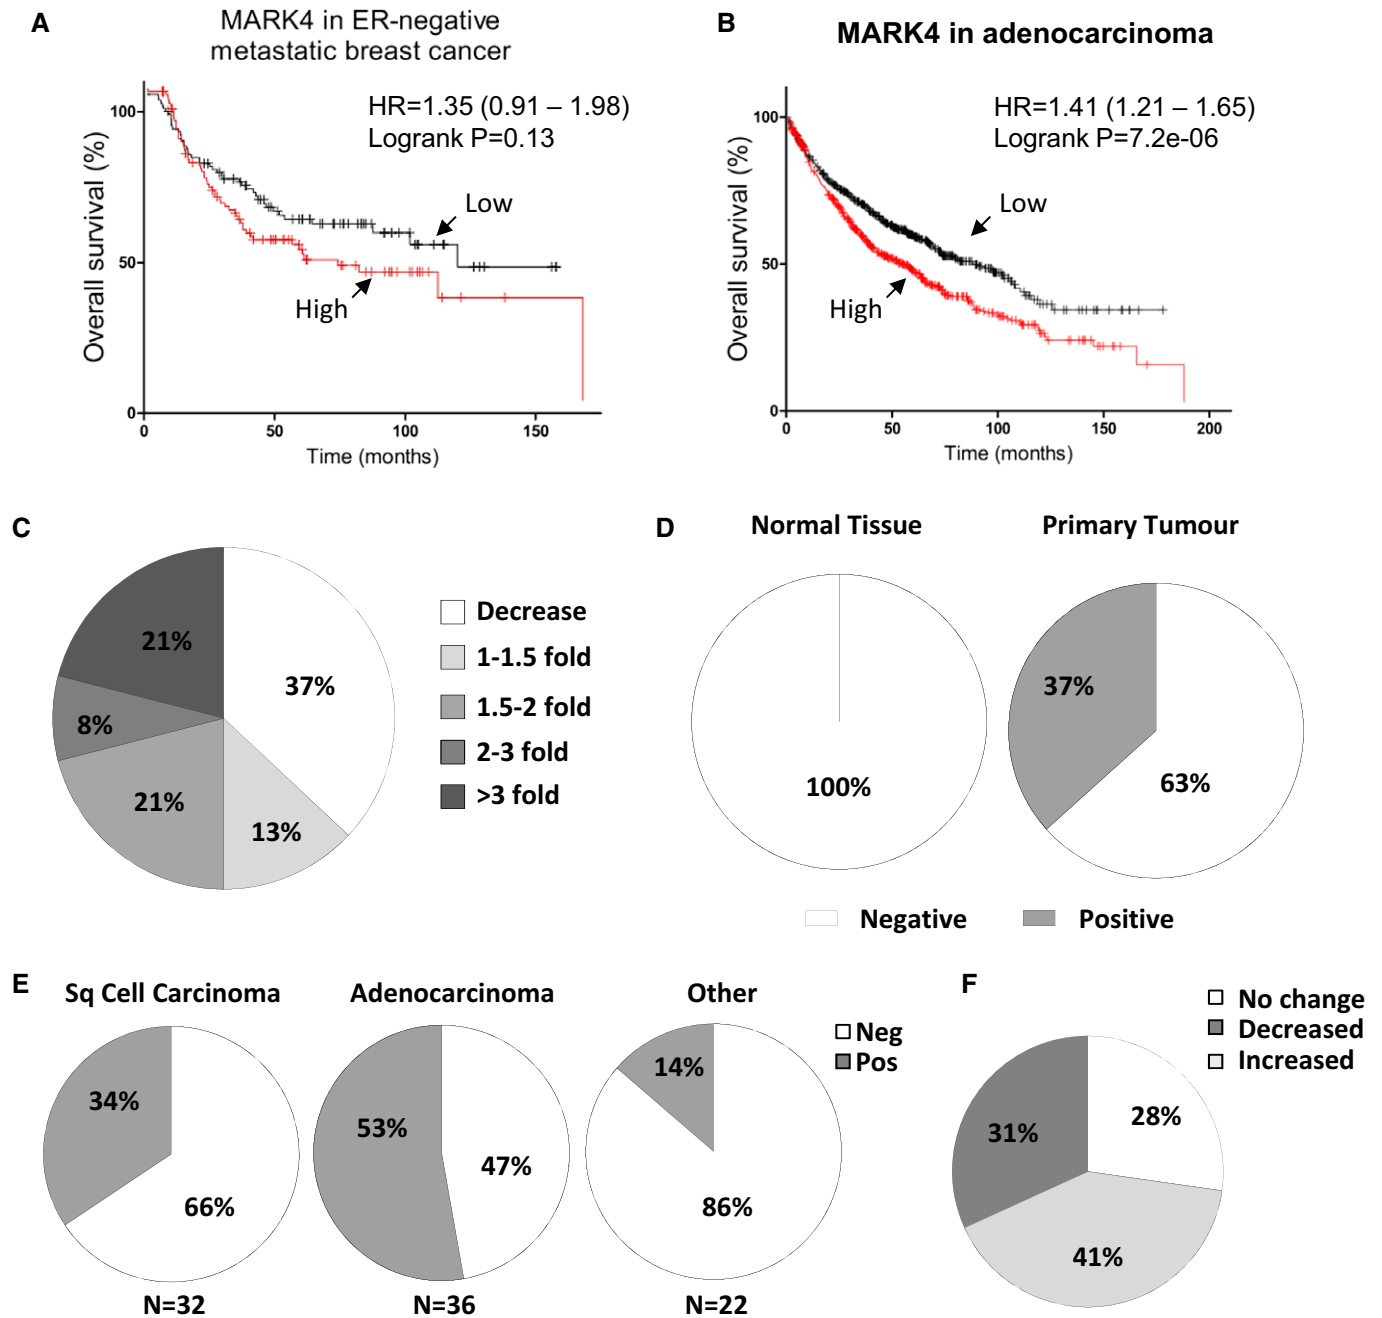 A
MARK4 in ER-negative
metastatic breast cancer
HR=1.35 (0.91 – 1.98)
Logrank P=0.13
Low
High
Overall survival (%)
100
50
0
0 50 100 150
Time (months)
B
MARK4 in adenocarcinoma
HR=1.41 (1.21 – 1.65)
Logrank P=7.2e-06
Low
High
Overall survival (%)
100
50
0
0 50 100 150 200
Time (months)
C
21%
37%
8%
21%
13%
Decrease
1-1.5 fold
1.5-2 fold
2-3 fold
>3 fold
D
Normal Tissue
Primary Tumour
100%
37%
63%
Negative
Positive
E
Sq Cell Carcinoma
34%
66%
N=32
Adenocarcinoma
53%
47%
N=36
Other
14%
86%
N=22
Neg
Pos
F
No change
Decreased
Increased
28%
31%
41%